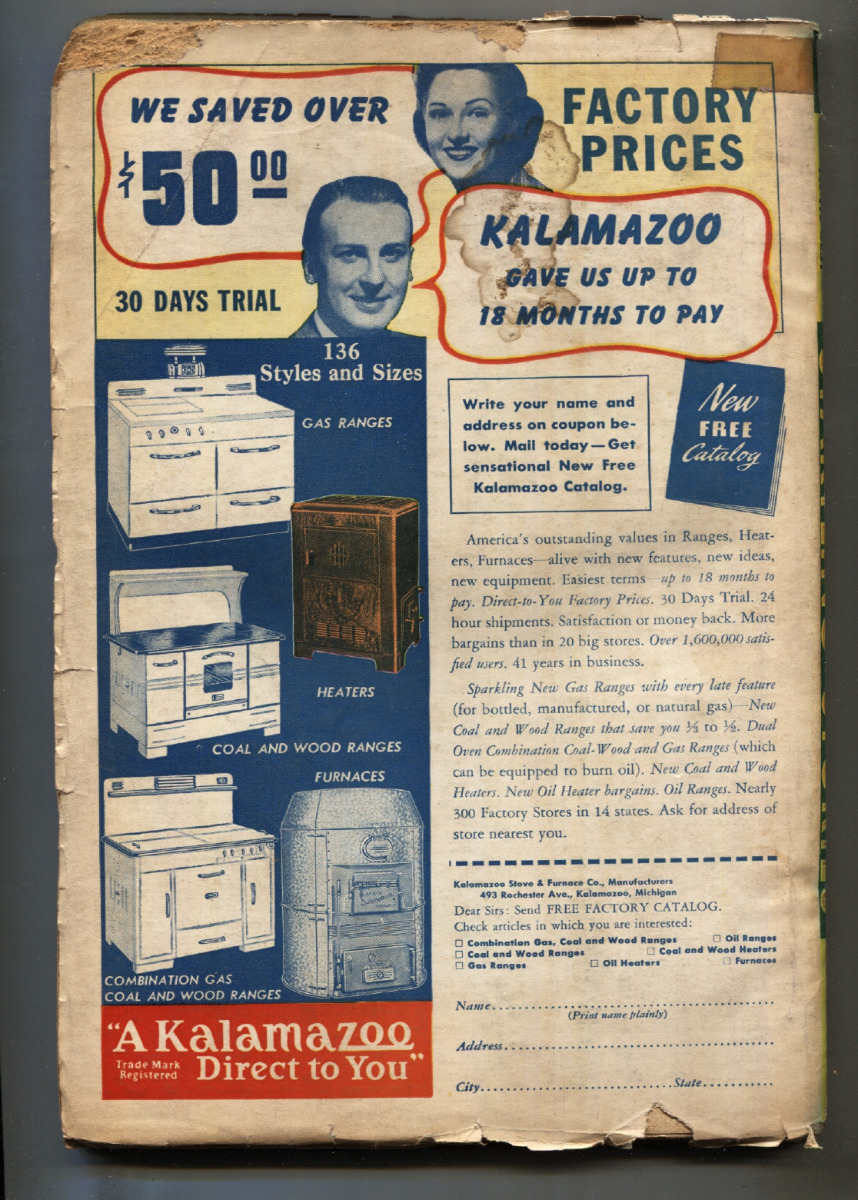 WE SAVED OVER
$50 00
FACTORY
PRICES
KALAMAZOO
GAVE US UP TO
18 MONTHS TO PAY
30 DAYS TRIAL
136
Styles and Sizes
GAS RANGES
HEATERS
COAL AND WOOD RANGES
FURNACES
COMBINATION GAS
COAL AND WOOD RANGES
"A Kalamazoo
Trade Mark
Registered
Direct to You"
Write your name and
address on coupon be-
low. Mail today—Get
sensational New Free
Kalamazoo Catalog.
New
FREE
Catalog
America's outstanding values in Ranges, Heat-
ers, Furnaces—alive with new features, new ideas,
new equipment. Easiest terms—up to 18 months to
pay. Direct-to-You Factory Prices. 30 Days Trial. 24
hour shipments. Satisfaction or money back. More
bargains than in 20 big stores. Over 1,600,000 satis-
fied users. 41 years in business.
Sparkling New Gas Ranges with every late feature
(for bottled, manufactured, or natural gas)—New
Coal and Wood Ranges that save you ⅓ to ½. Dual
Oven Combination Coal-Wood and Gas Ranges (which
can be equipped to burn oil). New Coal and Wood
Heaters. New Oil Heater bargains. Oil Ranges. Nearly
300 Factory Stores in 14 states. Ask for address of
store nearest you.
Kalamazoo Stove & Furnace Co., Manufacturers
493 Rochester Ave., Kalamazoo, Michigan
Dear Sirs: Send FREE FACTORY CATALOG.
Check articles in which you are interested:
☐ Combination Gas, Coal and Wood Ranges ☐ Oil Ranges
☐ Coal and Wood Ranges ☐ Coal and Wood Heaters
☐ Gas Ranges ☐ Oil Heaters ☐ Furnaces
Name
(Print name plainly)
Address
City State